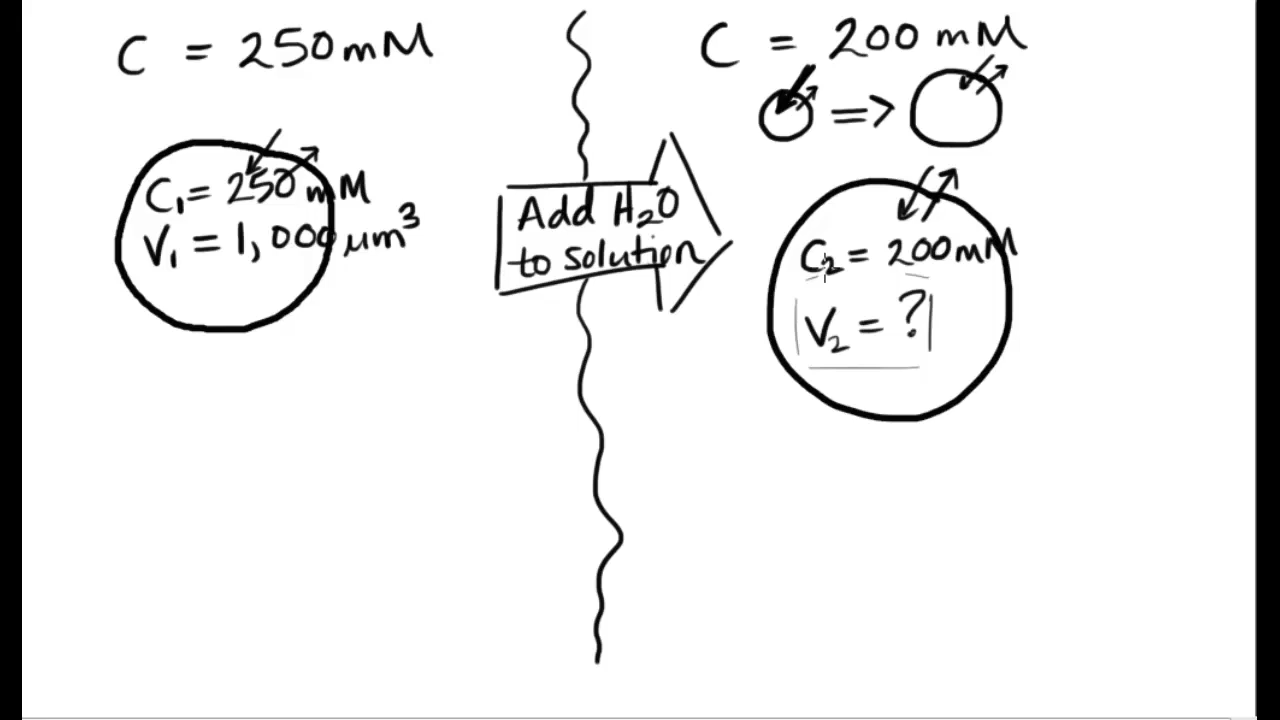 C = 250 mM
C₁ = 250 mM
V₁ = 1,000 μm³
Add H₂O
to solution
C = 200 mM
=>
C₂ = 200 mM
V₂ = ?